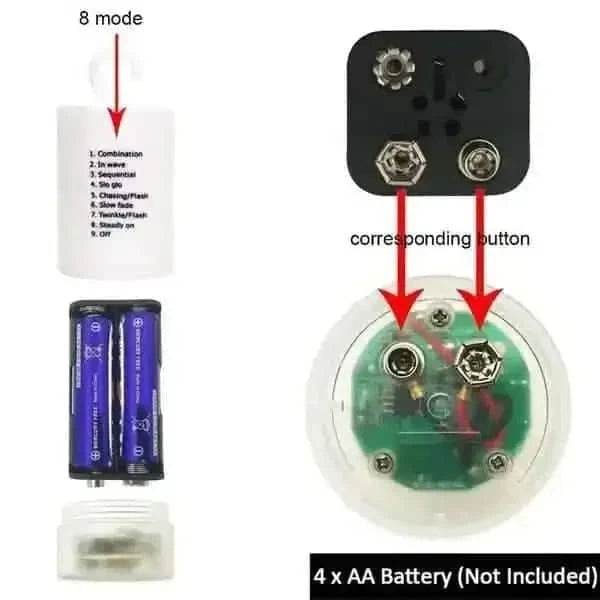 8 mode
1. Combination
2. In wave
3. Sequential
4. Slo glo
5. Chasing/Flash
6. Slow fade
7. Twinkle/Flash
8. Steady on
9. Off
corresponding button
4 x AA Battery (Not Included)